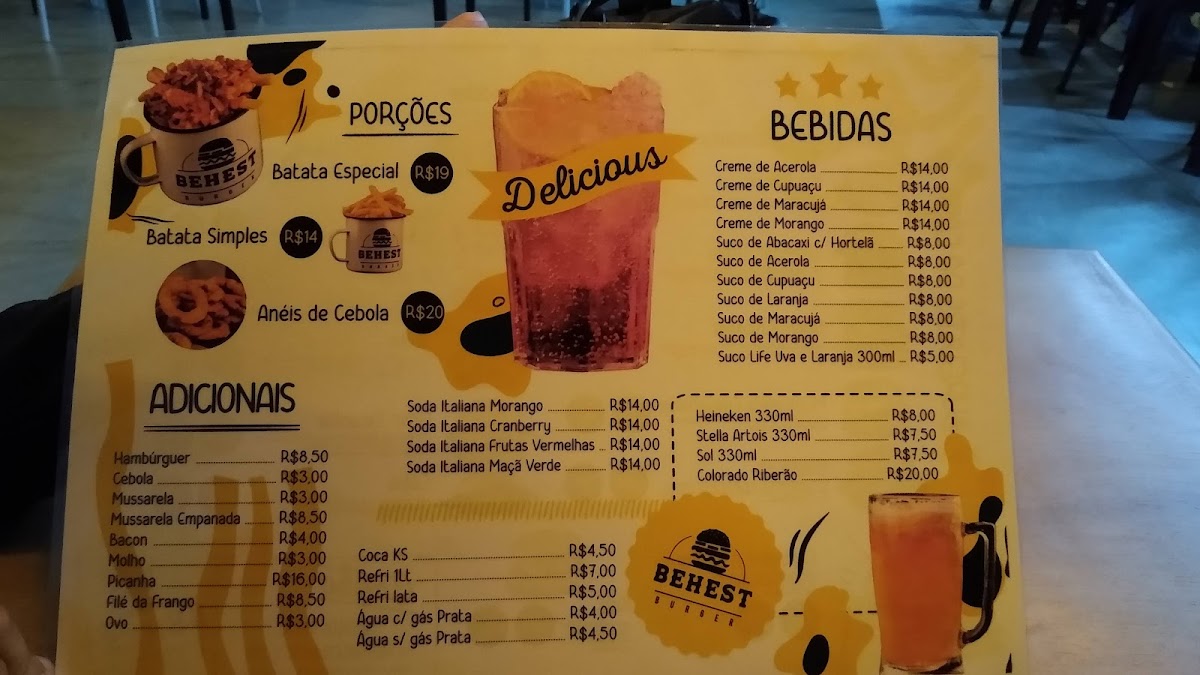 PORÇÕES
Batata Especial R$19
Batata Simples R$14
Anéis de Cebola R$20
BEHEST
BURGER
BEHEST
BURGER
Delicious
BEBIDAS
Creme de Acerola R$14,00
Creme de Cupuaçu R$14,00
Creme de Maracujá R$14,00
Creme de Morango R$14,00
Suco de Abacaxi c/ Hortelã R$8,00
Suco de Acerola R$8,00
Suco de Cupuaçu R$8,00
Suco de Laranja R$8,00
Suco de Maracujá R$8,00
Suco de Morango R$8,00
Suco Life Uva e Laranja 300ml R$5,00
ADICIONAIS
Hambúrguer R$8,50
Cebola R$3,00
Mussarela R$3,00
Mussarela Empanada R$8,50
Bacon R$4,00
Molho R$3,00
Picanha R$16,00
Filé da Frango R$8,50
Ovo R$3,00
Soda Italiana Morango R$14,00
Soda Italiana Cranberry R$14,00
Soda Italiana Frutas Vermelhas R$14,00
Soda Italiana Maçã Verde R$14,00
Heineken 330ml R$8,00
Stella Artois 330ml R$7,50
Sol 330ml R$7,50
Colorado Riberão R$20,00
Coca KS R$4,50
Refri 1Lt R$7,00
Refri lata R$5,00
Água c/ gás Prata R$4,00
Água s/ gás Prata R$4,50
BEHEST
BURGER